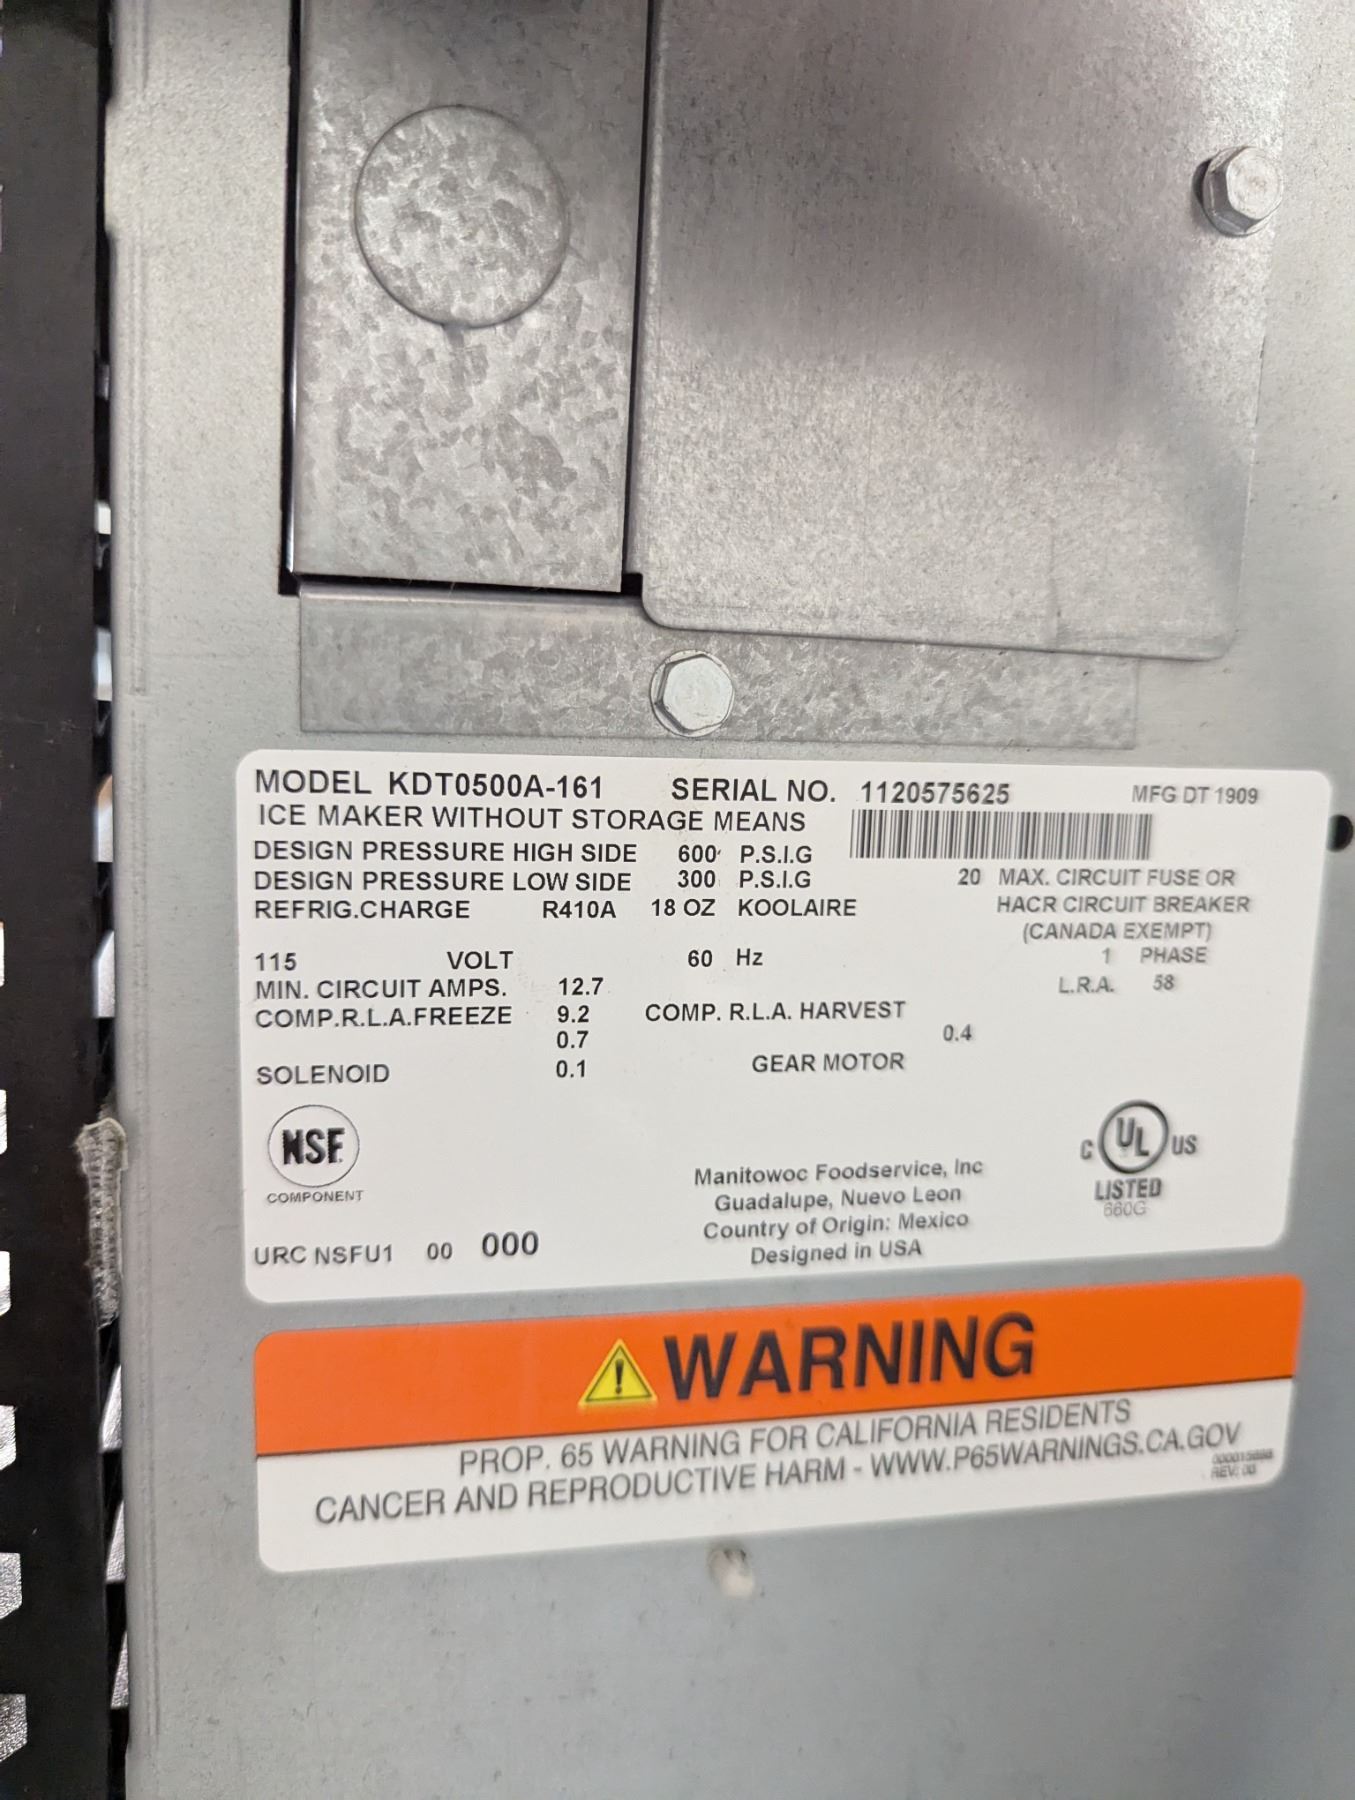 MODEL KDT0500A-161 SERIAL NO. 1120575625 MFG DT 1909
ICE MAKER WITHOUT STORAGE MEANS
DESIGN PRESSURE HIGH SIDE 600 P.S.I.G
DESIGN PRESSURE LOW SIDE 300 P.S.I.G 20 MAX. CIRCUIT FUSE OR
REFRIG.CHARGE R410A 18 OZ KOOLAIRE HACR CIRCUIT BREAKER
(CANADA EXEMPT)
115 VOLT 60 Hz 1 PHASE
MIN. CIRCUIT AMPS. 12.7 L.R.A. 58
COMP.R.L.A.FREEZE 9.2 COMP. R.L.A. HARVEST
0.7 0.4
SOLENOID 0.1 GEAR MOTOR
NSF.
COMPONENT
C UL US
LISTED
660G
Manitowoc Foodservice, Inc
Guadalupe, Nuevo Leon
Country of Origin: Mexico
Designed in USA
URC NSFU1 00 000
WARNING
PROP. 65 WARNING FOR CALIFORNIA RESIDENTS
CANCER AND REPRODUCTIVE HARM - WWW.P65WARNINGS.CA.GOV
REV: 00